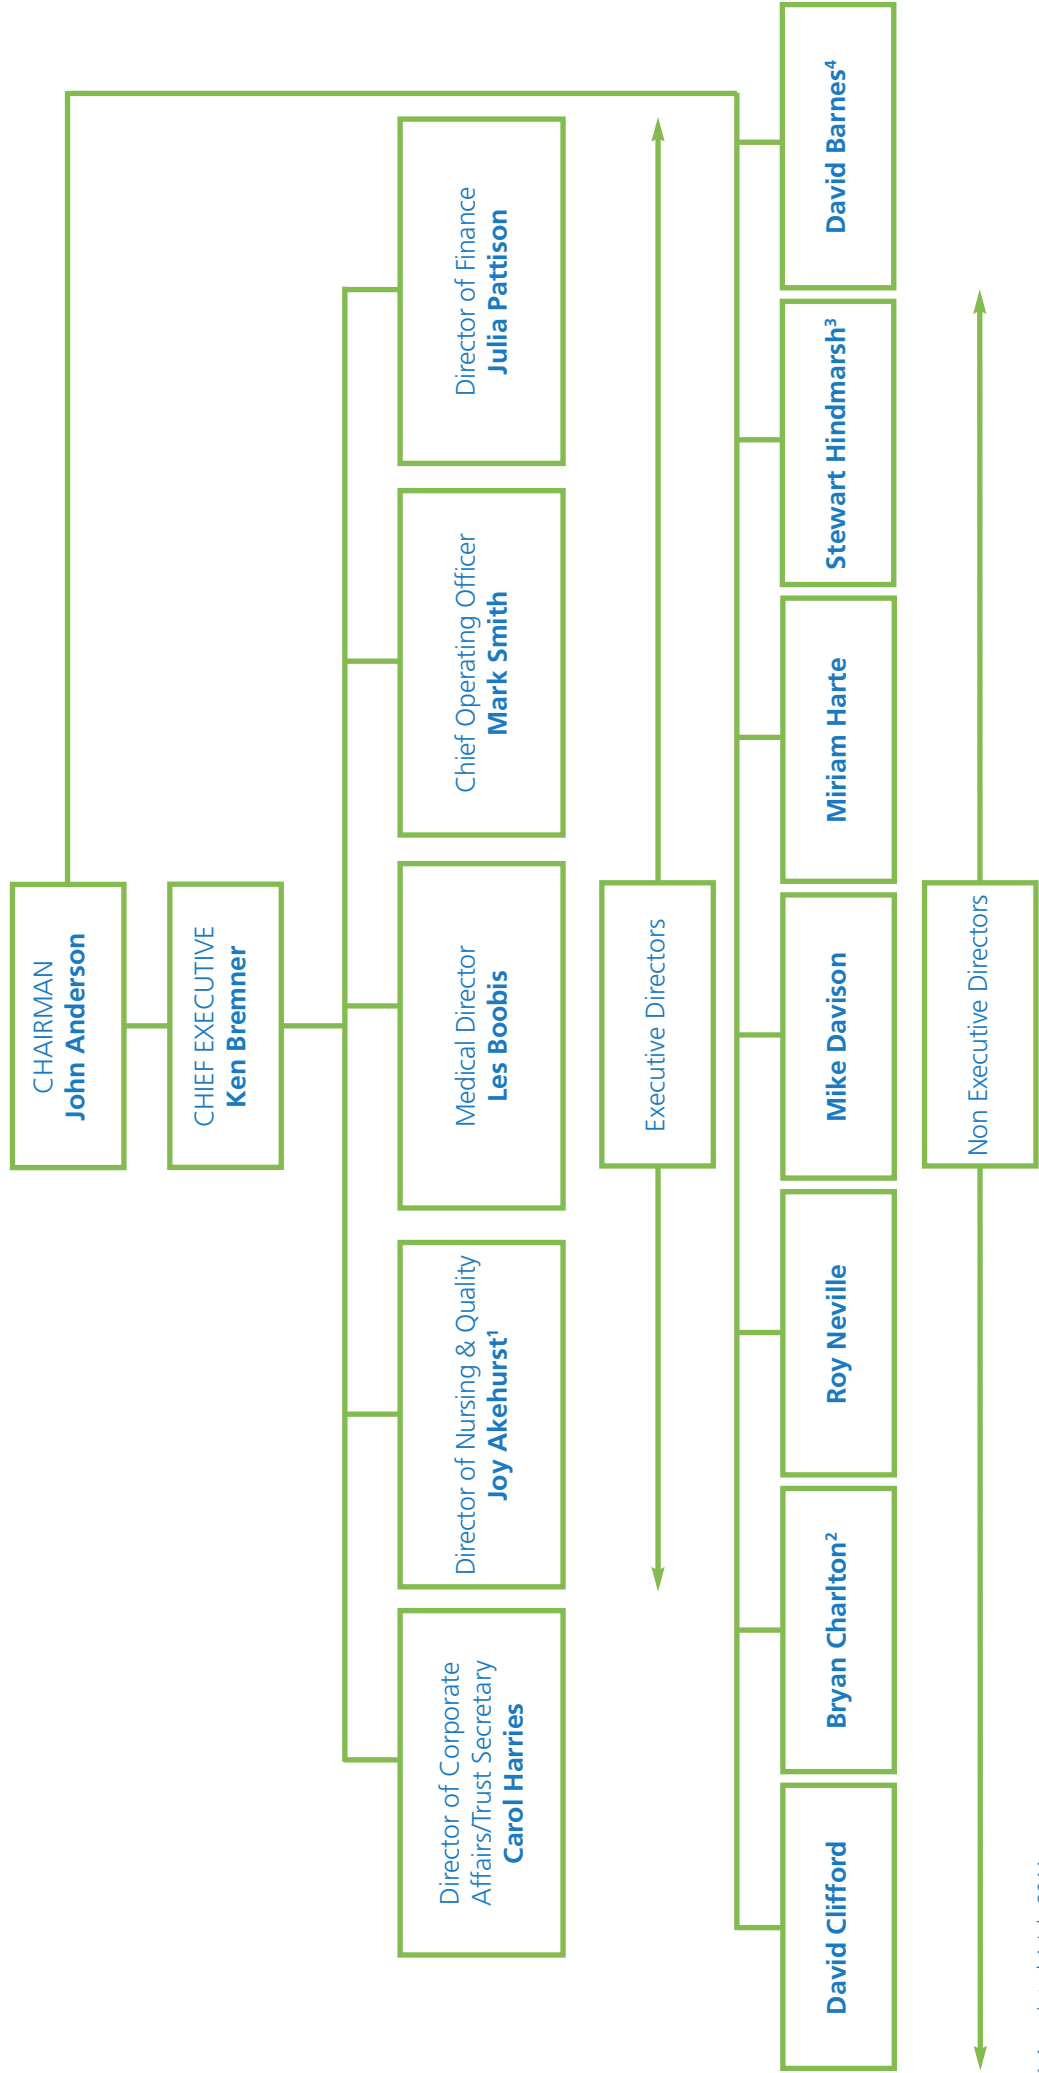 CHAIRMAN
John Anderson
CHIEF EXECUTIVE
Ken Bremner
Director of Corporate
Affairs/Trust Secretary
Carol Harries
Director of Nursing & Quality
Joy Akehurst¹
Medical Director
Les Boobis
Chief Operating Officer
Mark Smith
Director of Finance
Julia Pattison
Executive Directors
David Clifford
Bryan Charlton²
Roy Neville
Mike Davison
Miriam Harte
Stewart Hindmarsh³
David Barnes⁴
Non Executive Directors